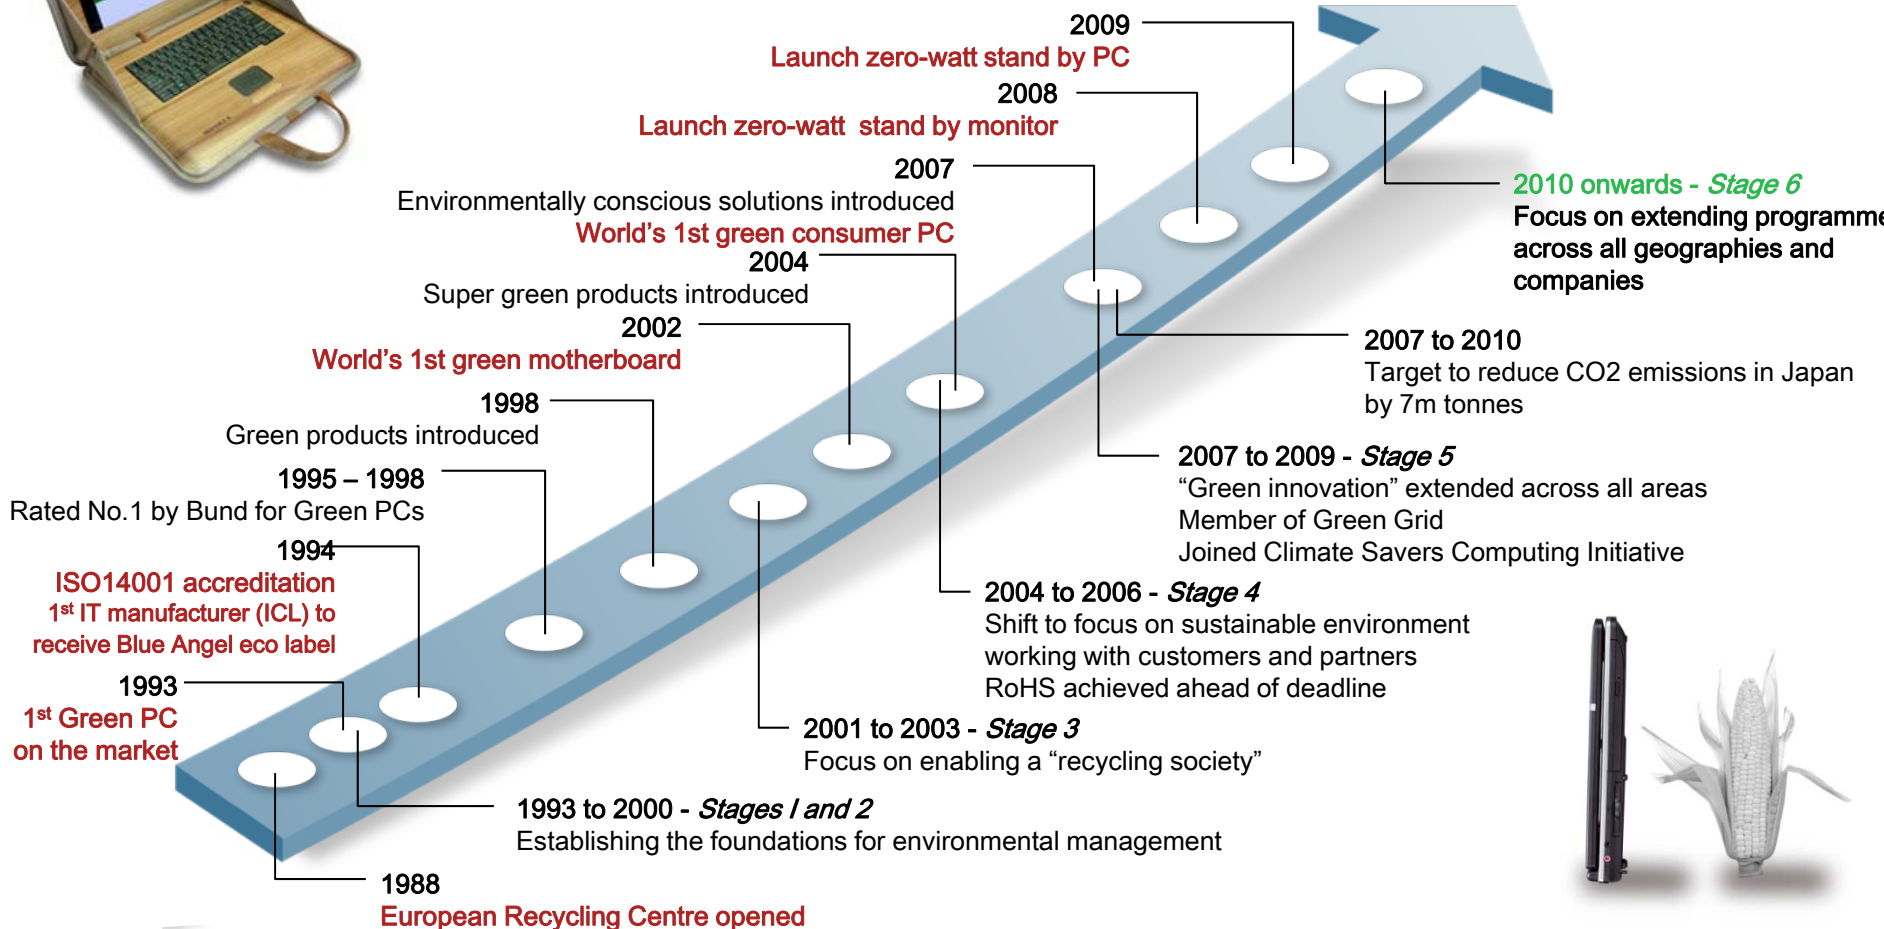 2009
Launch zero-watt stand by PC
2008
Launch zero-watt stand by monitor
2007
Environmentally conscious solutions introduced
World's 1st green consumer PC
2004
Super green products introduced
2002
World's 1st green motherboard
1998
Green products introduced
1995 – 1998
Rated No.1 by Bund for Green PCs
1994
ISO14001 accreditation
1st IT manufacturer (ICL) to
receive Blue Angel eco label
1993
1st Green PC
on the market
2010 onwards - Stage 6
Focus on extending programme
across all geographies and
companies
2007 to 2010
Target to reduce CO2 emissions in Japan
by 7m tonnes
2007 to 2009 - Stage 5
“Green innovation” extended across all areas
Member of Green Grid
Joined Climate Savers Computing Initiative
2004 to 2006 - Stage 4
Shift to focus on sustainable environment
working with customers and partners
RoHS achieved ahead of deadline
2001 to 2003 - Stage 3
Focus on enabling a “recycling society”
1993 to 2000 - Stages I and 2
Establishing the foundations for environmental management
1988
European Recycling Centre opened